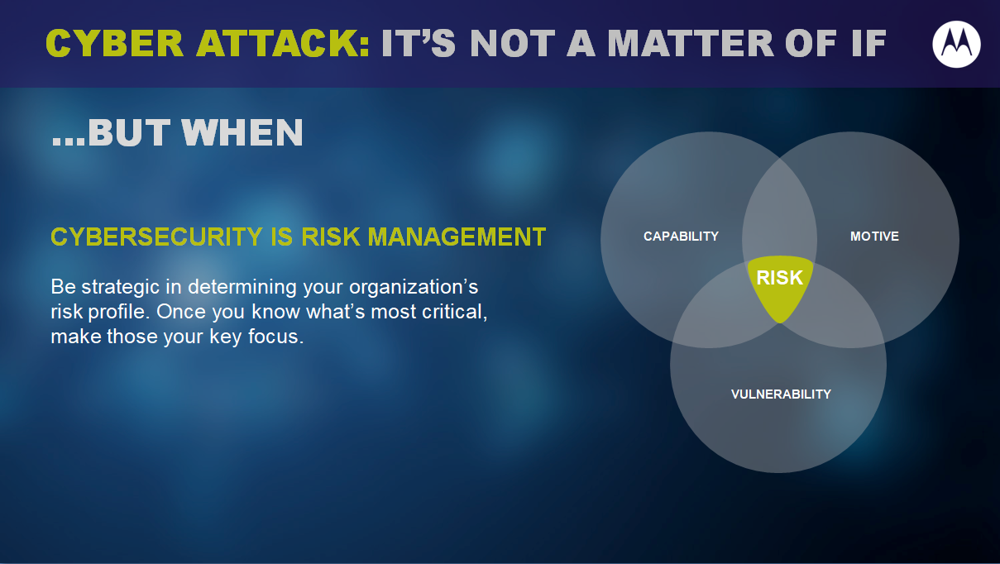 CYBER ATTACK: IT’S NOT A MATTER OF IF
...BUT WHEN
CYBERSECURITY IS RISK MANAGEMENT
Be strategic in determining your organization’s
risk profile. Once you know what’s most critical,
make those your key focus.
CAPABILITY
MOTIVE
RISK
VULNERABILITY